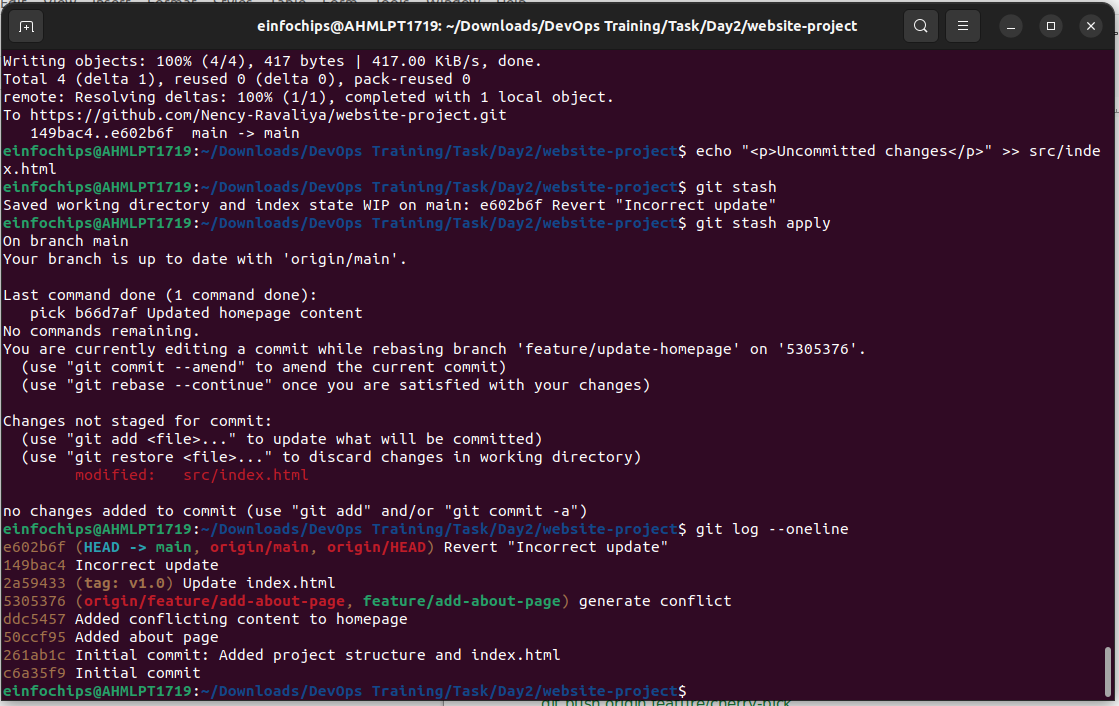 einfochips@AHMLPT1719: ~/Downloads/DevOps Training/Task/Day2/website-project
Writing objects: 100% (4/4), 417 bytes | 417.00 KiB/s, done.
Total 4 (delta 1), reused 0 (delta 0), pack-reused 0
remote: Resolving deltas: 100% (1/1), completed with 1 local object.
To https://github.com/Nency-Ravaliya/website-project.git
   149bac4..e602b6f  main -> main
einfochips@AHMLPT1719:~/Downloads/DevOps Training/Task/Day2/website-project$ echo "<p>Uncommitted changes</p>" >> src/inde
x.html
einfochips@AHMLPT1719:~/Downloads/DevOps Training/Task/Day2/website-project$ git stash
Saved working directory and index state WIP on main: e602b6f Revert "Incorrect update"
einfochips@AHMLPT1719:~/Downloads/DevOps Training/Task/Day2/website-project$ git stash apply
On branch main
Your branch is up to date with 'origin/main'.

Last command done (1 command done):
   pick b66d7af Updated homepage content
No commands remaining.
You are currently editing a commit while rebasing branch 'feature/update-homepage' on '5305376'.
  (use "git commit --amend" to amend the current commit)
  (use "git rebase --continue" once you are satisfied with your changes)

Changes not staged for commit:
  (use "git add <file>..." to update what will be committed)
  (use "git restore <file>..." to discard changes in working directory)
        modified:   src/index.html

no changes added to commit (use "git add" and/or "git commit -a")
einfochips@AHMLPT1719:~/Downloads/DevOps Training/Task/Day2/website-project$ git log --oneline
e602b6f (HEAD -> main, origin/main, origin/HEAD) Revert "Incorrect update"
149bac4 Incorrect update
2a59433 (tag: v1.0) Update index.html
5305376 (origin/feature/add-about-page, feature/add-about-page) generate conflict
ddc5457 Added conflicting content to homepage
50ccf95 Added about page
261ab1c Initial commit: Added project structure and index.html
c6a35f9 Initial commit
einfochips@AHMLPT1719:~/Downloads/DevOps Training/Task/Day2/website-project$